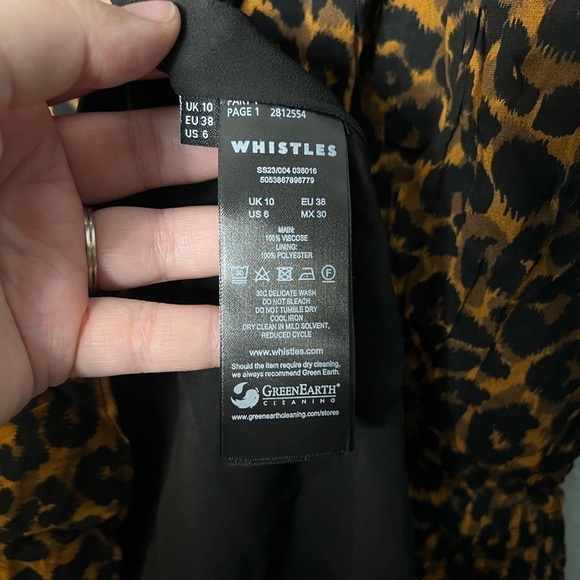 UK 10
EU 38
US 6
PAGE 1 2812554
WHISTLES
SS23/004 036016
5053867896779
UK 10 EU 38
US 6 MX 30
MAIN:
100% VISCOSE
LINING:
100% POLYESTER
30C DELICATE WASH
DO NOT BLEACH
DO NOT TUMBLE DRY
COOL IRON
DRY CLEAN IN MILD SOLVENT,
REDUCED CYCLE
www.whistles.com
Should the item require dry cleaning,
we always recommend Green Earth.
GREENEARTH®
CLEANING
www.greenearthcleaning.com/stores